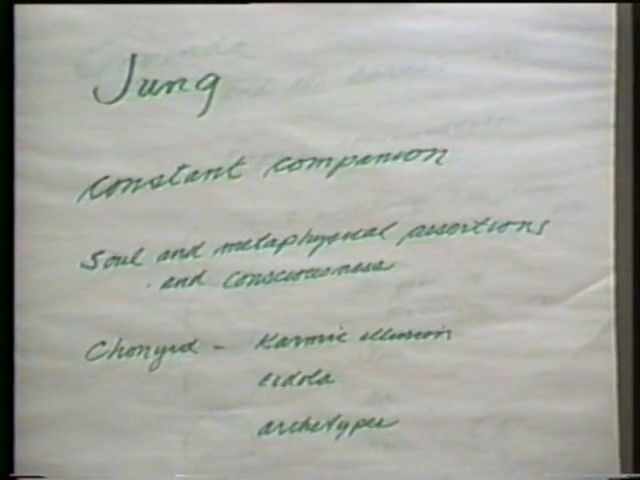 Jung
Constant companion
Soul and metaphysical assertions
and consciousness
Chonyid - Karmic illusion
eidola
archetypes